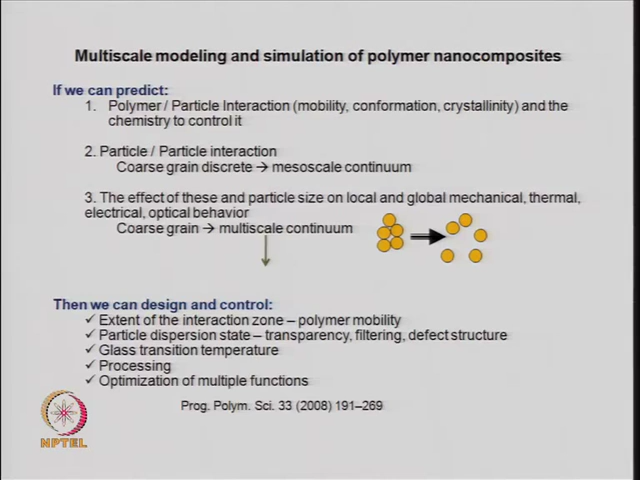 Multiscale modeling and simulation of polymer nanocomposites
If we can predict:
1. Polymer / Particle Interaction (mobility, conformation, crystallinity) and the
chemistry to control it
2. Particle / Particle interaction
Coarse grain discrete → mesoscale continuum
3. The effect of these and particle size on local and global mechanical, thermal,
electrical, optical behavior
Coarse grain → multiscale continuum
Then we can design and control:
✓ Extent of the interaction zone – polymer mobility
✓ Particle dispersion state – transparency, filtering, defect structure
✓ Glass transition temperature
✓ Processing
✓ Optimization of multiple functions
Prog. Polym. Sci. 33 (2008) 191–269
NPTEL